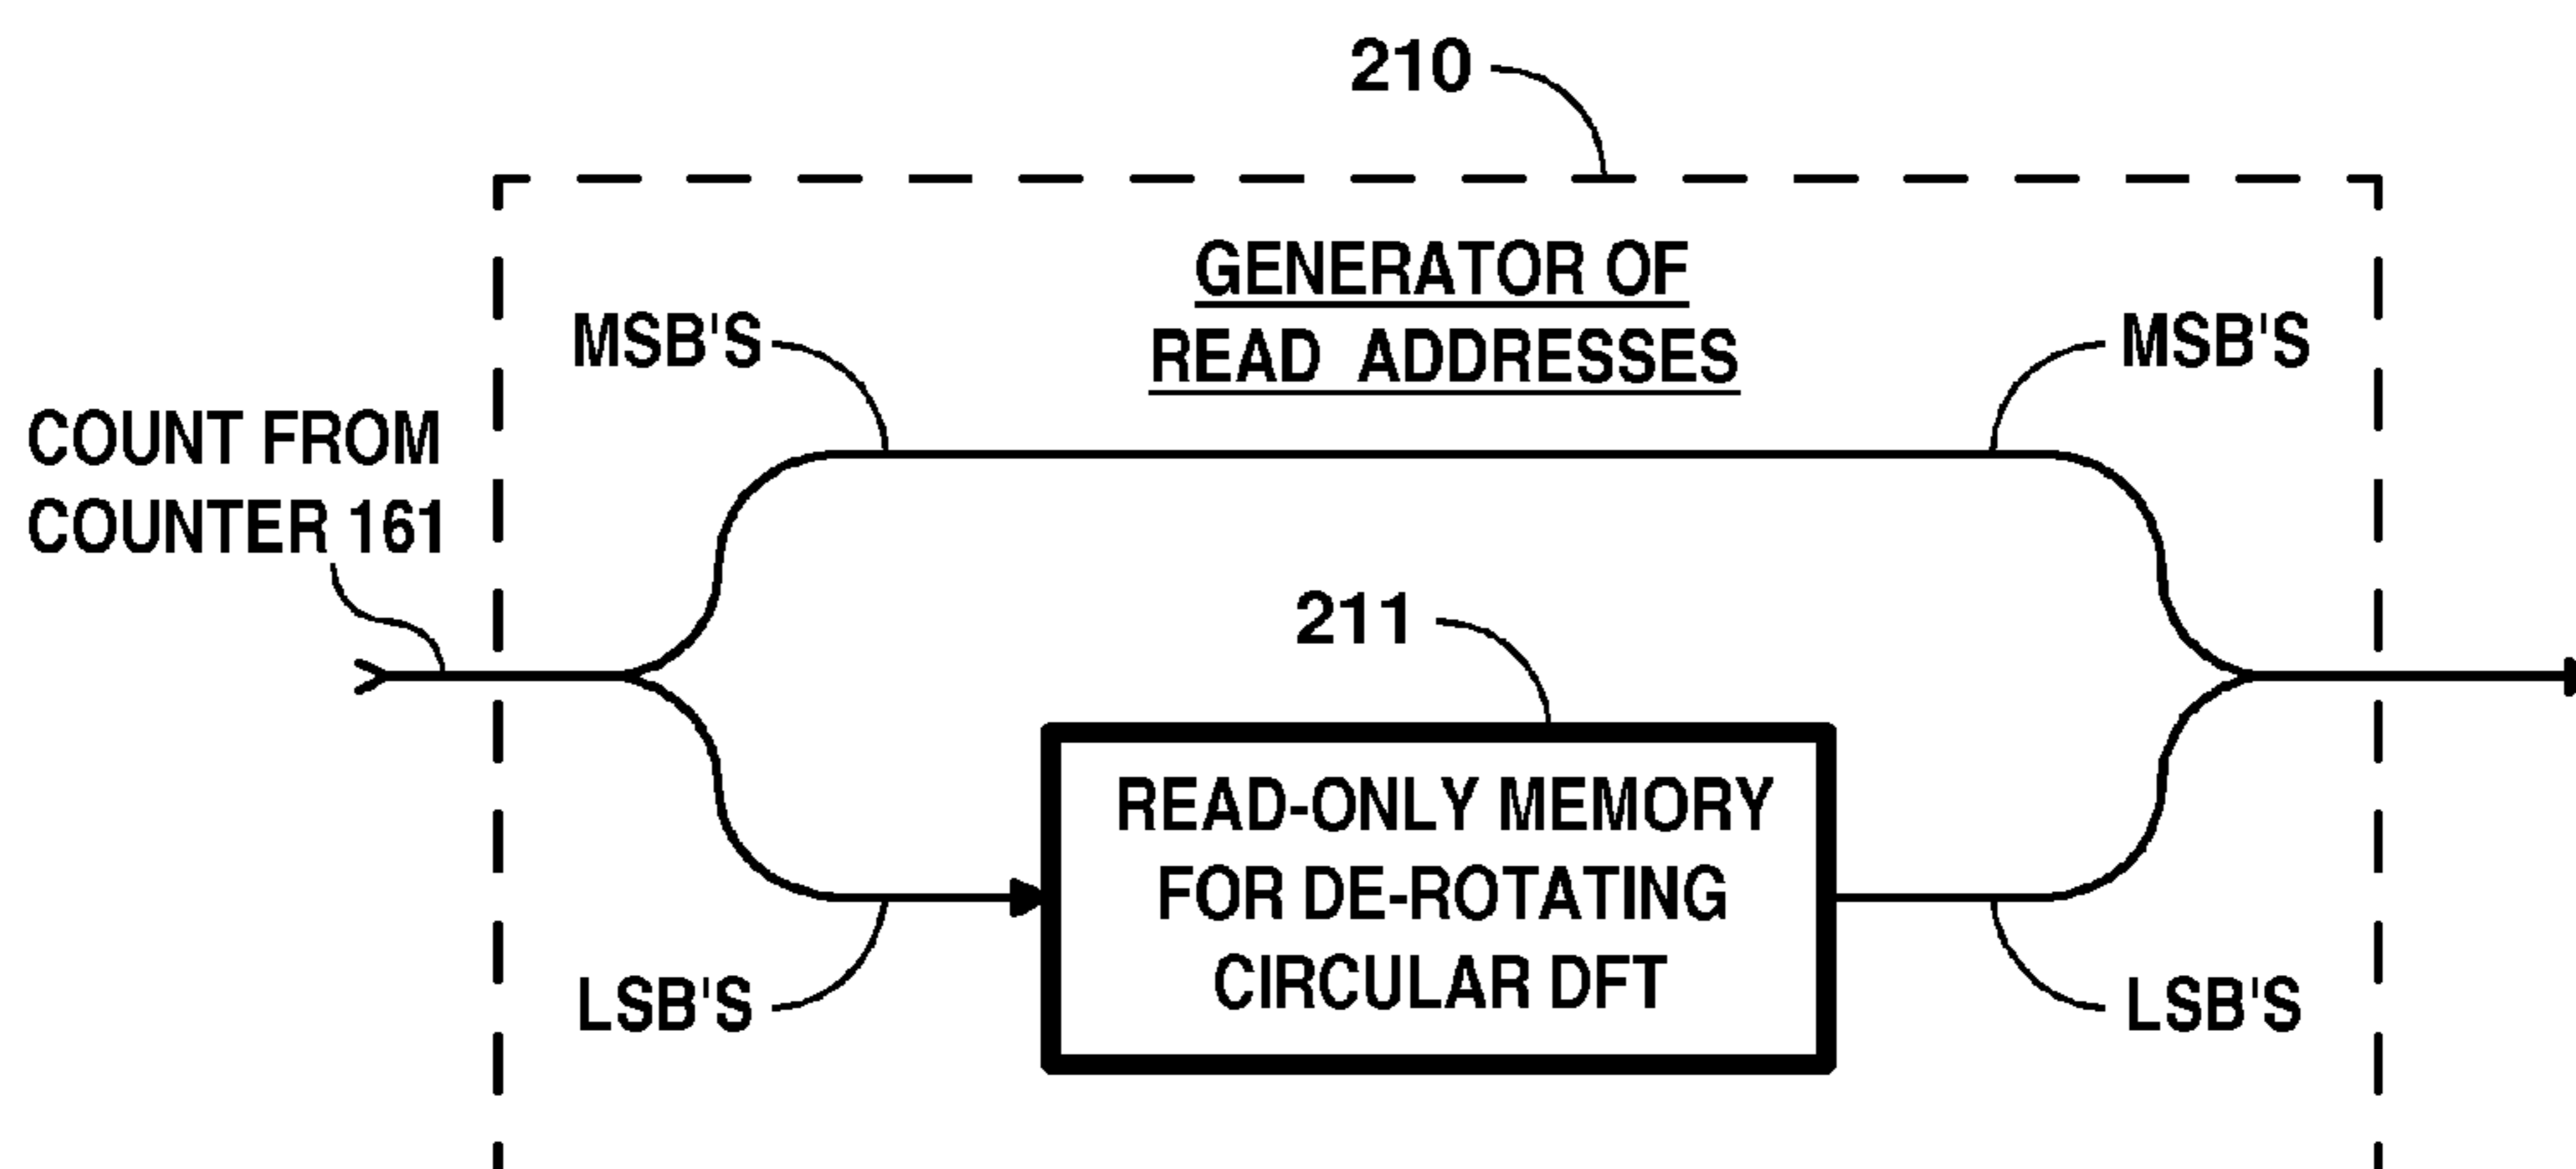 210
GENERATOR OF
READ ADDRESSES
MSB'S
MSB'S
COUNT FROM
COUNTER 161
211
READ-ONLY MEMORY
FOR DE-ROTATING
CIRCULAR DFT
LSB'S
LSB'S